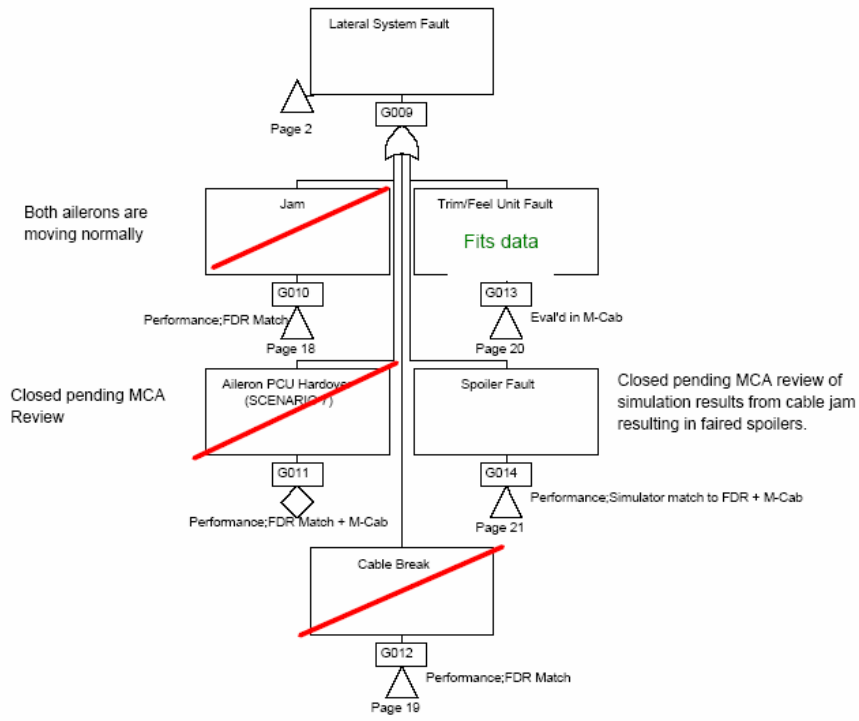 Lateral System Fault
G009
Page 2
Both ailerons are
moving normally
Jam
G010
Performance;FDR Match
Page 18
Trim/Feel Unit Fault
Fits data
G013
Eval'd in M-Cab
Page 20
Closed pending MCA
Review
Aileron PCU Hardover
(SCENARIO 7)
G011
Performance;FDR Match + M-Cab
Spoiler Fault
G014
Performance;Simulator match to FDR + M-Cab
Page 21
Closed pending MCA review of
simulation results from cable jam
resulting in faired spoilers.
Cable Break
G012
Performance;FDR Match
Page 19